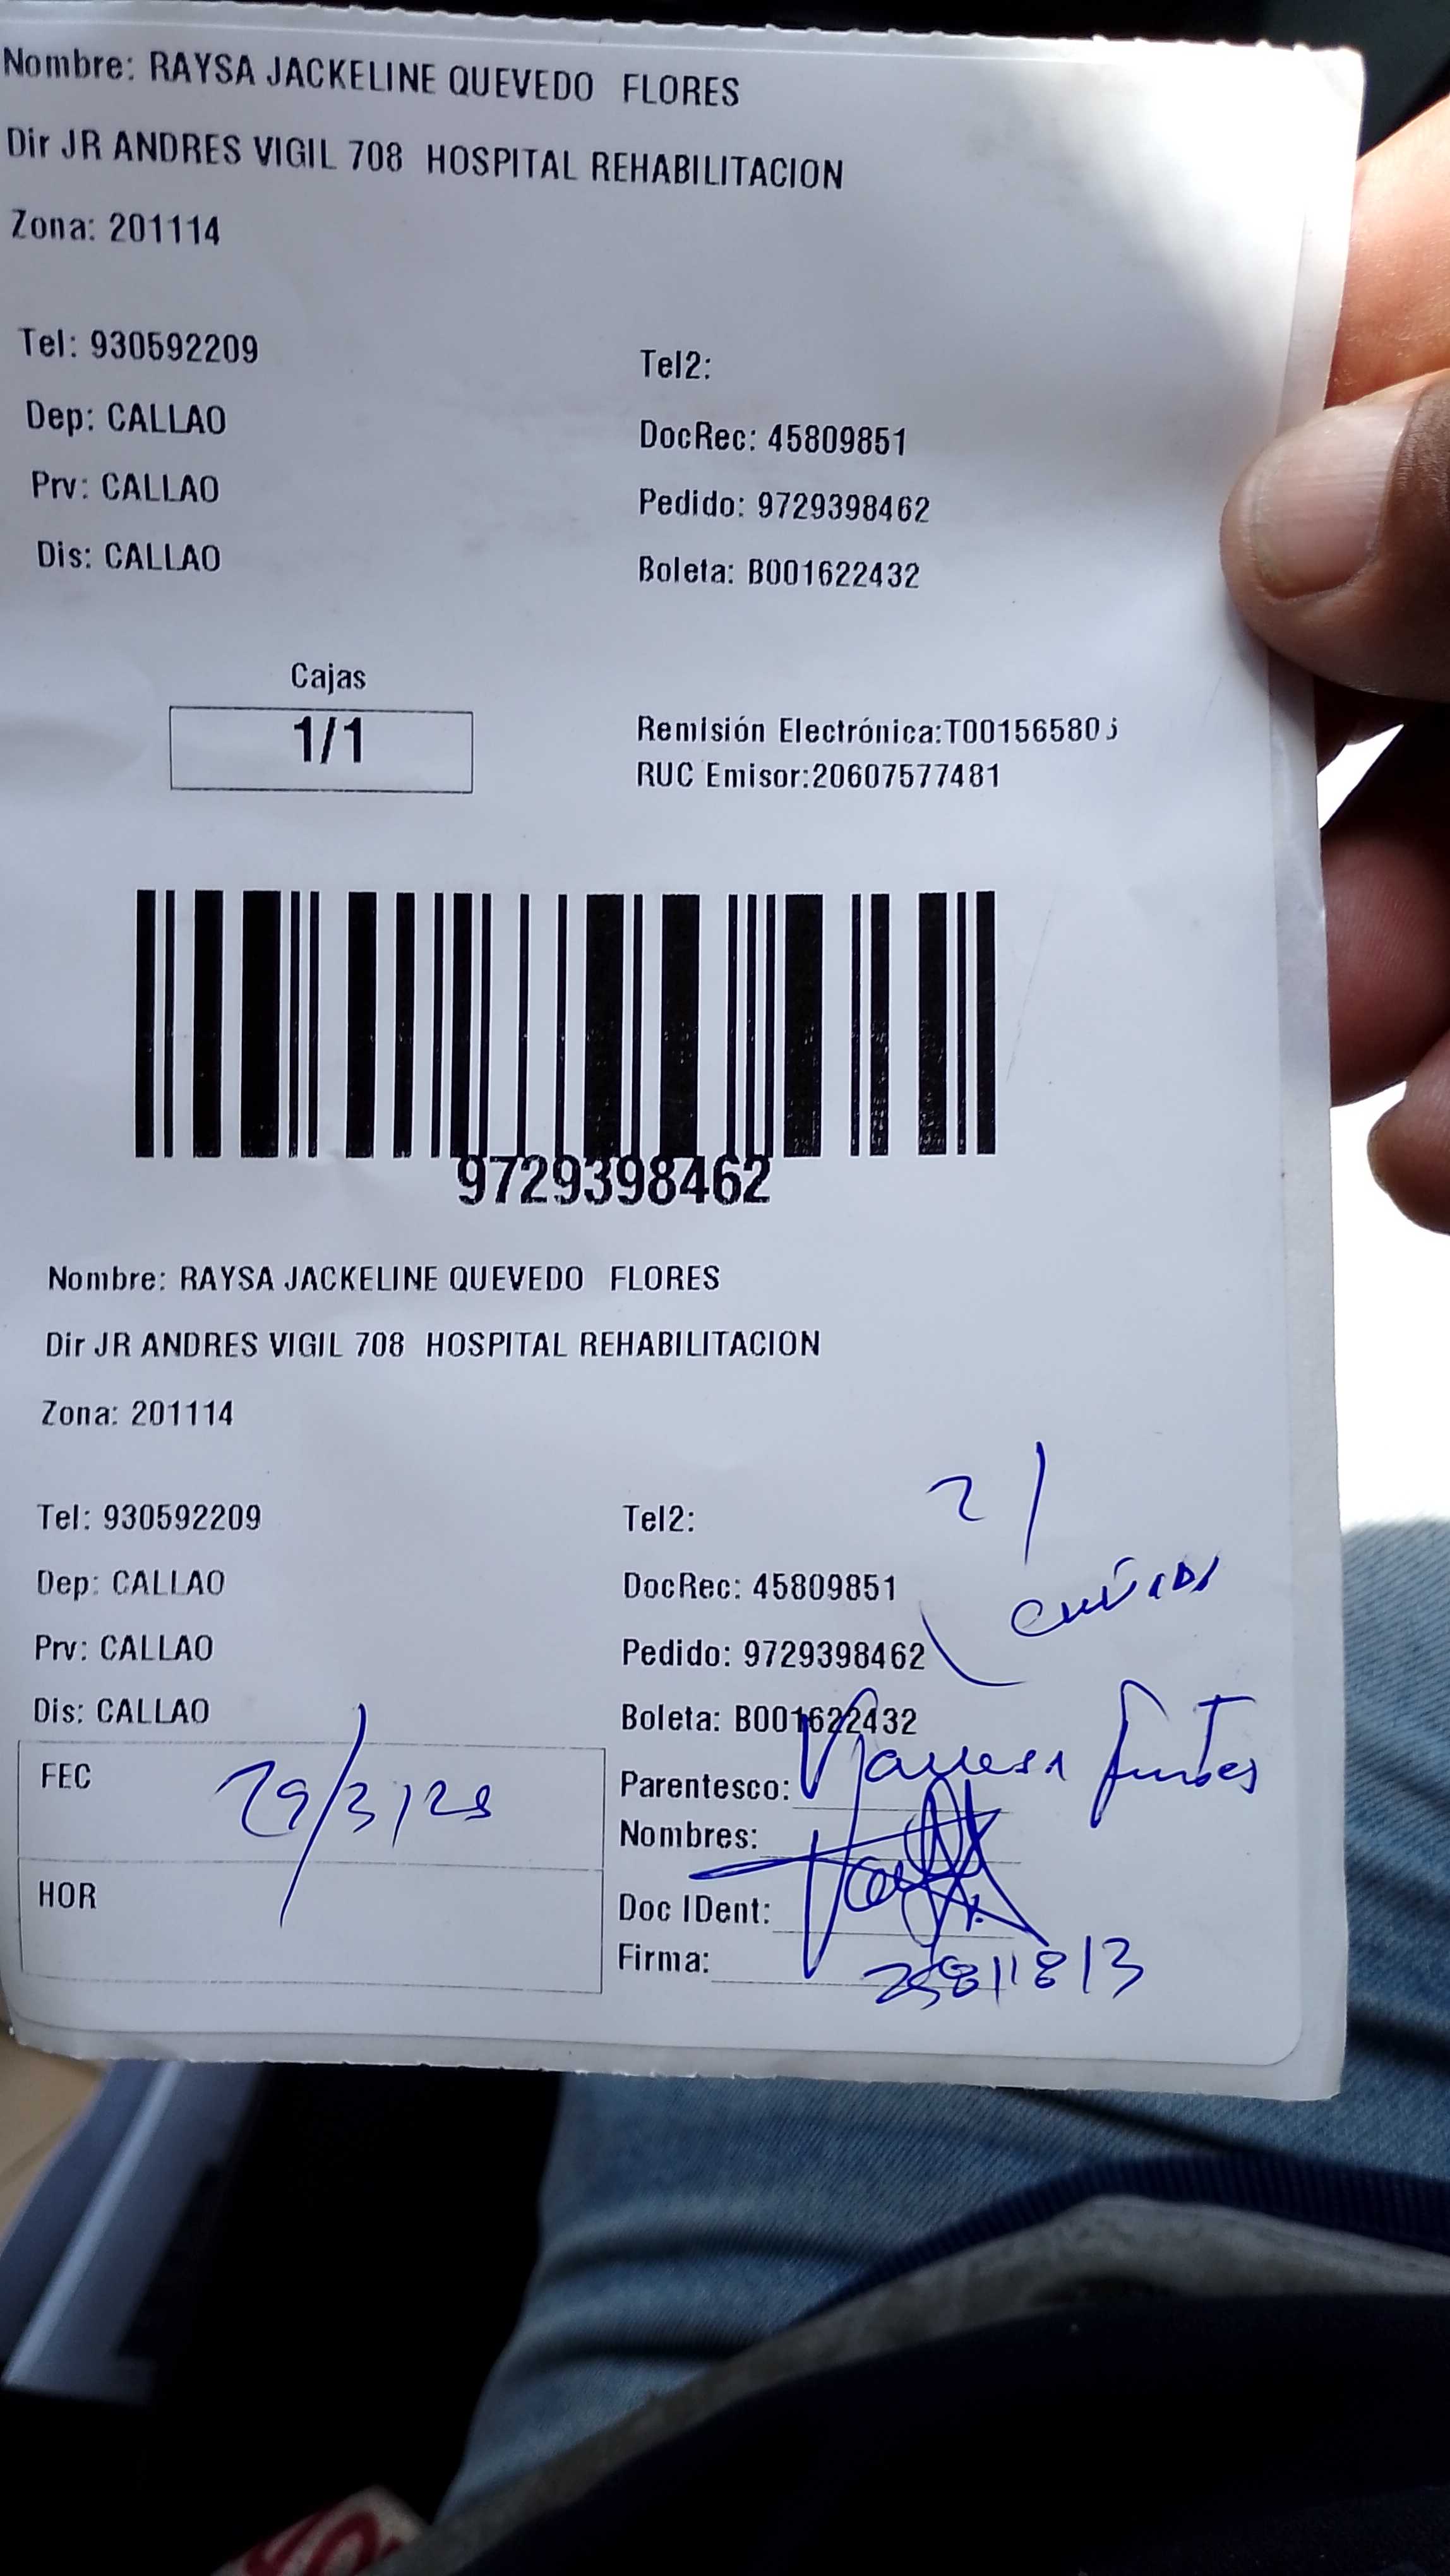 Nombre: RAYSA JACKELINE QUEVEDO FLORES
Dir JR ANDRES VIGIL 708 HOSPITAL REHABILITACION
Zona: 201114
Tel: 930592209
Tel2:
Dep: CALLAO
DocRec: 45809851
Prv: CALLAO
Pedido: 9729398462
Dis: CALLAO
Boleta: B001622432
Cajas
1/1
Remisión Electrónica:T00156580
RUC Emisor:20607577481
9729398462
Nombre: RAYSA JACKELINE QUEVEDO FLORES
Dir JR ANDRES VIGIL 708 HOSPITAL REHABILITACION
Zona: 201114
Tel: 930592209
Tel2:
Dep: CALLAO
DocRec: 45809851
Prv: CALLAO
Pedido: 9729398462
Dis: CALLAO
Boleta: B001622432
FEC
Parentesco:
Nombres:
HOR
Doc IDent:
Firma: